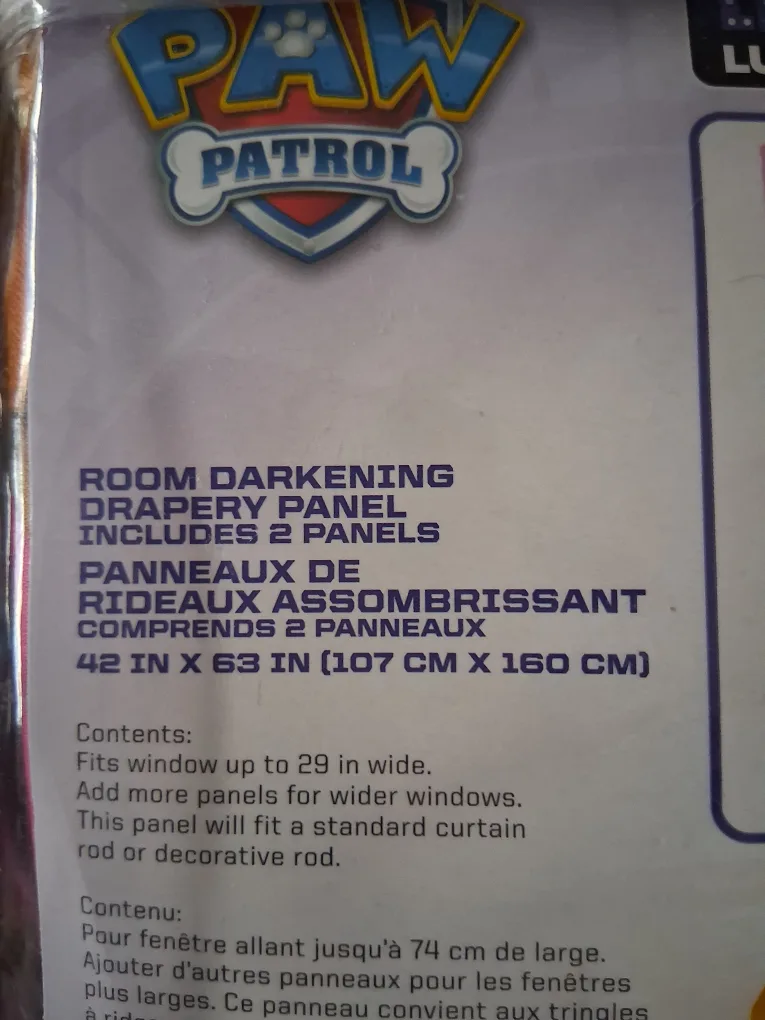 PAW
PATROL
LU
ROOM DARKENING
DRAPERY PANEL
INCLUDES 2 PANELS
PANNEAUX DE
RIDEAUX ASSOMBRISSANT
COMPRENDS 2 PANNEAUX
42 IN X 63 IN (107 CM X 160 CM)
Contents:
Fits window up to 29 in wide.
Add more panels for wider windows.
This panel will fit a standard curtain
rod or decorative rod.
Contenu:
Pour fenêtre allant jusqu'à 74 cm de large.
Ajouter d'autres panneaux pour les fenêtres
plus larges. Ce panneau convient aux tringles
à